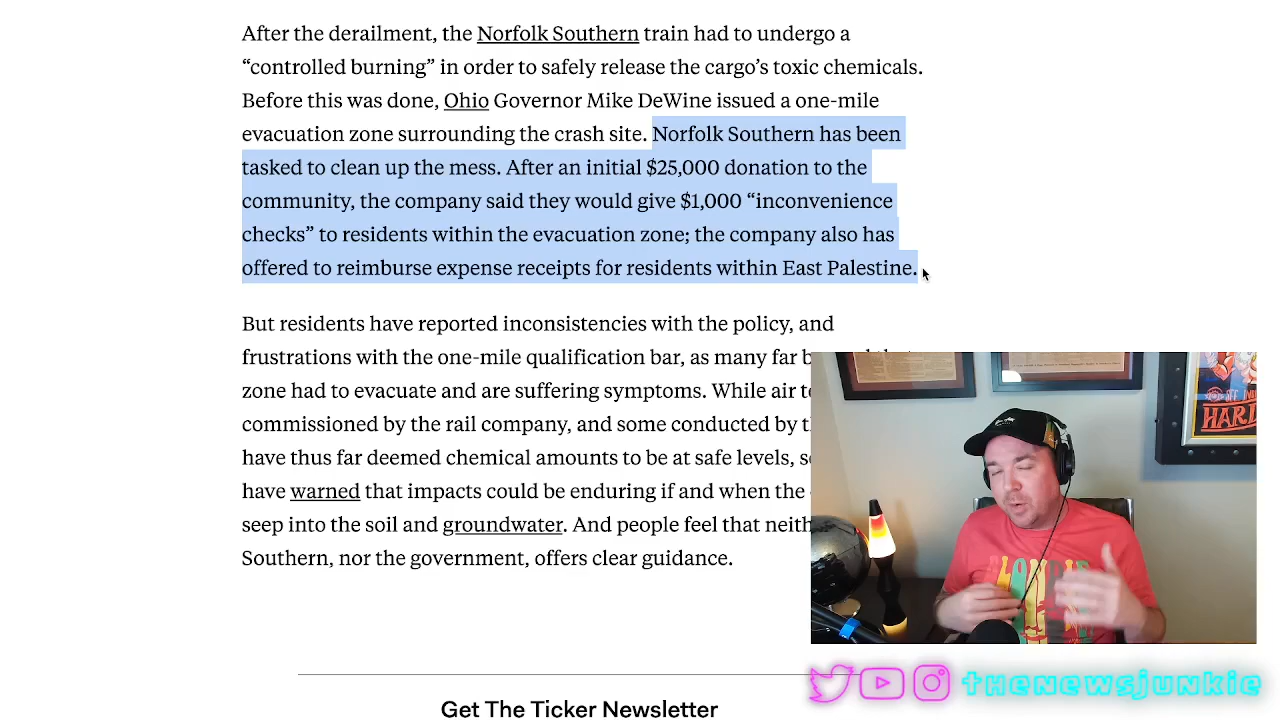 After the derailment, the Norfolk Southern train had to undergo a
“controlled burning” in order to safely release the cargo’s toxic chemicals.
Before this was done, Ohio Governor Mike DeWine issued a one-mile
evacuation zone surrounding the crash site. Norfolk Southern has been
tasked to clean up the mess. After an initial $25,000 donation to the
community, the company said they would give $1,000 “inconvenience
checks” to residents within the evacuation zone; the company also has
offered to reimburse expense receipts for residents within East Palestine.
But residents have reported inconsistencies with the policy, and
frustrations with the one-mile qualification bar, as many far
zone had to evacuate and are suffering symptoms. While air
commissioned by the rail company, and some conducted by
have thus far deemed chemical amounts to be at safe levels,
have warned that impacts could be enduring if and when the
seep into the soil and groundwater. And people feel that
Southern, nor the government, offers clear guidance.
HARD
BLONDIE
thenewsjunkie
Get The Ticker Newsletter